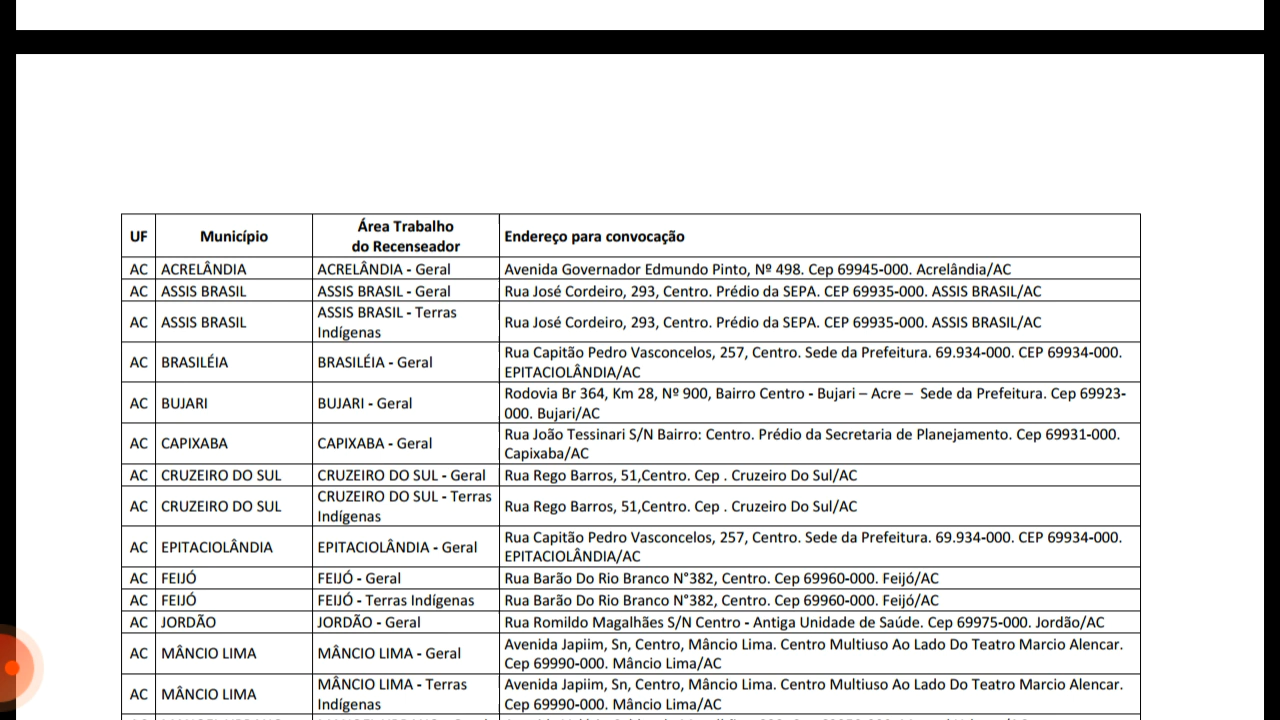 UF Município Área Trabalho do Recenseador Endereço para convocação
AC ACRELÂNDIA ACRELÂNDIA - Geral Avenida Governador Edmundo Pinto, Nº 498. Cep 69945-000. Acrelândia/AC
AC ASSIS BRASIL ASSIS BRASIL - Geral Rua José Cordeiro, 293, Centro. Prédio da SEPA. CEP 69935-000. ASSIS BRASIL/AC
AC ASSIS BRASIL ASSIS BRASIL - Terras Indígenas Rua José Cordeiro, 293, Centro. Prédio da SEPA. CEP 69935-000. ASSIS BRASIL/AC
AC BRASILÉIA BRASILÉIA - Geral Rua Capitão Pedro Vasconcelos, 257, Centro. Sede da Prefeitura. 69.934-000. CEP 69934-000.
EPITACIOLÂNDIA/AC
AC BUJARI BUJARI - Geral Rodovia Br 364, Km 28, Nº 900, Bairro Centro - Bujari – Acre – Sede da Prefeitura. Cep 69923-
000. Bujari/AC
AC CAPIXABA CAPIXABA - Geral Rua João Tessinari S/N Bairro: Centro. Prédio da Secretaria de Planejamento. Cep 69931-000.
Capixaba/AC
AC CRUZEIRO DO SUL CRUZEIRO DO SUL - Geral Rua Rego Barros, 51,Centro. Cep . Cruzeiro Do Sul/AC
AC CRUZEIRO DO SUL CRUZEIRO DO SUL - Terras Indígenas Rua Rego Barros, 51,Centro. Cep . Cruzeiro Do Sul/AC
AC EPITACIOLÂNDIA EPITACIOLÂNDIA - Geral Rua Capitão Pedro Vasconcelos, 257, Centro. Sede da Prefeitura. 69.934-000. CEP 69934-000.
EPITACIOLÂNDIA/AC
AC FEIJÓ FEIJÓ - Geral Rua Barão Do Rio Branco N°382, Centro. Cep 69960-000. Feijó/AC
AC FEIJÓ FEIJÓ - Terras Indígenas Rua Barão Do Rio Branco N°382, Centro. Cep 69960-000. Feijó/AC
AC JORDÃO JORDÃO - Geral Rua Romildo Magalhães S/N Centro - Antiga Unidade de Saúde. Cep 69975-000. Jordão/AC
AC MÂNCIO LIMA MÂNCIO LIMA - Geral Avenida Japiim, Sn, Centro, Mâncio Lima. Centro Multiuso Ao Lado Do Teatro Marcio Alencar.
Cep 69990-000. Mâncio Lima/AC
AC MÂNCIO LIMA MÂNCIO LIMA - Terras Indígenas Avenida Japiim, Sn, Centro, Mâncio Lima. Centro Multiuso Ao Lado Do Teatro Marcio Alencar.
Cep 69990-000. Mâncio Lima/AC